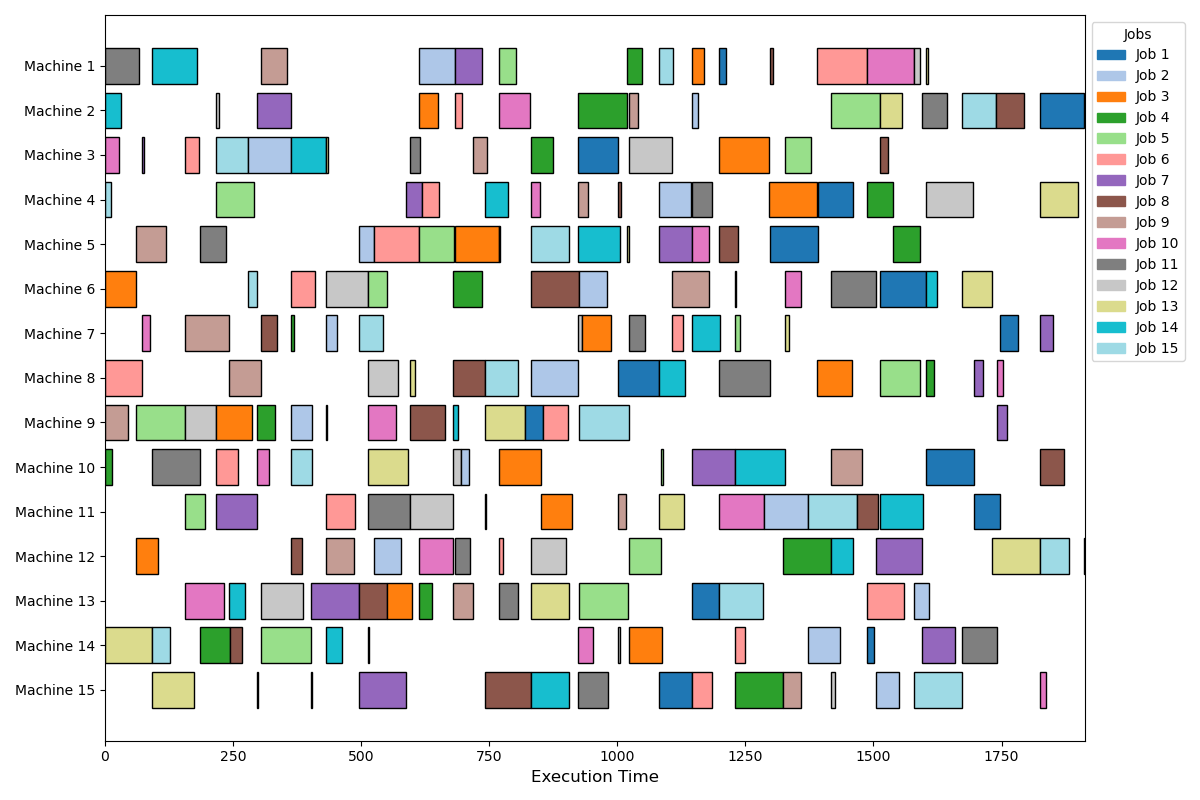 Machine 1
Machine 2
Machine 3
Machine 4
Machine 5
Machine 6
Machine 7
Machine 8
Machine 9
Machine 10
Machine 11
Machine 12
Machine 13
Machine 14
Machine 15
0 250 500 750 1000 1250 1500 1750
Execution Time
Jobs
Job 1
Job 2
Job 3
Job 4
Job 5
Job 6
Job 7
Job 8
Job 9
Job 10
Job 11
Job 12
Job 13
Job 14
Job 15